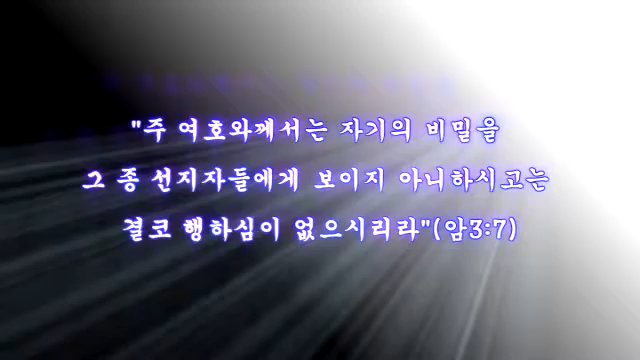 "주 여호와께서는 자기의 비밀을
그 종 선지자들에게 보이지 아니하시고는
결코 행하심이 없으시리라"(암3:7)